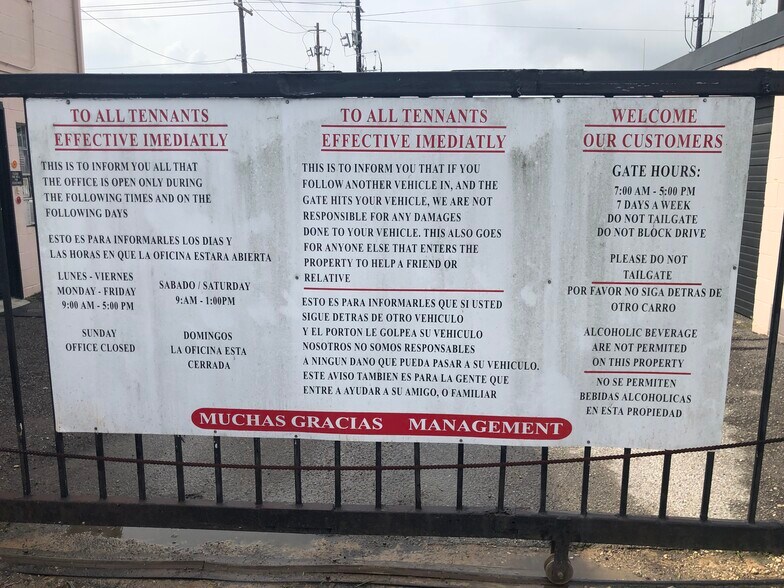 TO ALL TENNANTS
EFFECTIVE IMEDIATLY
THIS IS TO INFORM YOU ALL THAT
THE OFFICE IS OPEN ONLY DURING
THE FOLLOWING TIMES AND ON THE
FOLLOWING DAYS
ESTO ES PARA INFORMARLES LOS DIAS Y
LAS HORAS EN QUE LA OFICINA ESTARA ABIERTA
LUNES - VIERNES
MONDAY - FRIDAY
9:00 AM - 5:00 PM
SABADO / SATURDAY
9:AM - 1:00PM
SUNDAY
OFFICE CLOSED
DOMINGOS
LA OFICINA ESTA
CERRADA
TO ALL TENNANTS
EFFECTIVE IMEDIATLY
THIS IS TO INFORM YOU THAT IF YOU
FOLLOW ANOTHER VEHICLE IN, AND THE
GATE HITS YOUR VEHICLE, WE ARE NOT
RESPONSIBLE FOR ANY DAMAGES
DONE TO YOUR VEHICLE. THIS ALSO GOES
FOR ANYONE ELSE THAT ENTERS THE
PROPERTY TO HELP A FRIEND OR
RELATIVE
ESTO ES PARA INFORMARLES QUE SI USTED
SIGUE DETRAS DE OTRO VEHICULO
Y EL PORTON LE GOLPEA SU VEHICULO
NOSOTROS NO SOMOS RESPONSABLES
A NINGUN DANO QUE PUEDA PASAR A SU VEHICULO.
ESTE AVISO TAMBIEN ES PARA LA GENTE QUE
ENTRE A AYUDAR A SU AMIGO, O FAMILIAR
WELCOME
OUR CUSTOMERS
GATE HOURS:
7:00 AM - 5:00 PM
7 DAYS A WEEK
DO NOT TAILGATE
DO NOT BLOCK DRIVE
PLEASE DO NOT
TAILGATE
POR FAVOR NO SIGA DETRAS DE
OTRO CARRO
ALCOHOLIC BEVERAGE
ARE NOT PERMITED
ON THIS PROPERTY
NO SE PERMITEN
BEBIDAS ALCOHOLICAS
EN ESTA PROPIEDAD
MUCHAS GRACIAS MANAGEMENT